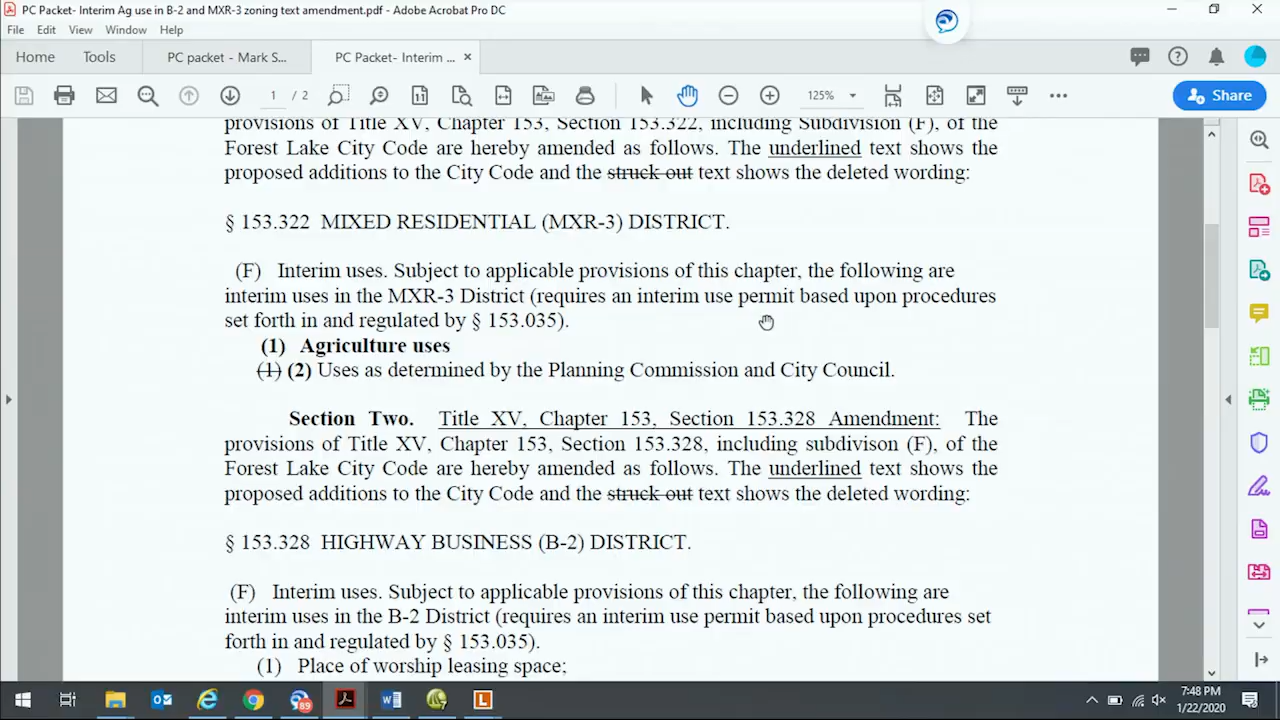 PC Packet- Interim Ag use in B-2 and MXR-3 zoning text amendment.pdf - Adobe Acrobat Pro DC
File Edit View Window Help
Home Tools PC packet - Mark S... PC Packet- Interim ... ×
1 / 2 125% Share
provisions of Title XV, Chapter 153, Section 153.322, including Subdivision (F), of the
Forest Lake City Code are hereby amended as follows. The underlined text shows the
proposed additions to the City Code and the struck out text shows the deleted wording:
§ 153.322 MIXED RESIDENTIAL (MXR-3) DISTRICT.
(F) Interim uses. Subject to applicable provisions of this chapter, the following are
interim uses in the MXR-3 District (requires an interim use permit based upon procedures
set forth in and regulated by § 153.035).
(1) Agriculture uses
(1) (2) Uses as determined by the Planning Commission and City Council.
Section Two. Title XV, Chapter 153, Section 153.328 Amendment: The
provisions of Title XV, Chapter 153, Section 153.328, including subdivison (F), of the
Forest Lake City Code are hereby amended as follows. The underlined text shows the
proposed additions to the City Code and the struck out text shows the deleted wording:
§ 153.328 HIGHWAY BUSINESS (B-2) DISTRICT.
(F) Interim uses. Subject to applicable provisions of this chapter, the following are
interim uses in the B-2 District (requires an interim use permit based upon procedures set
forth in and regulated by § 153.035).
(1) Place of worship leasing space;
89
7:48 PM
1/22/2020